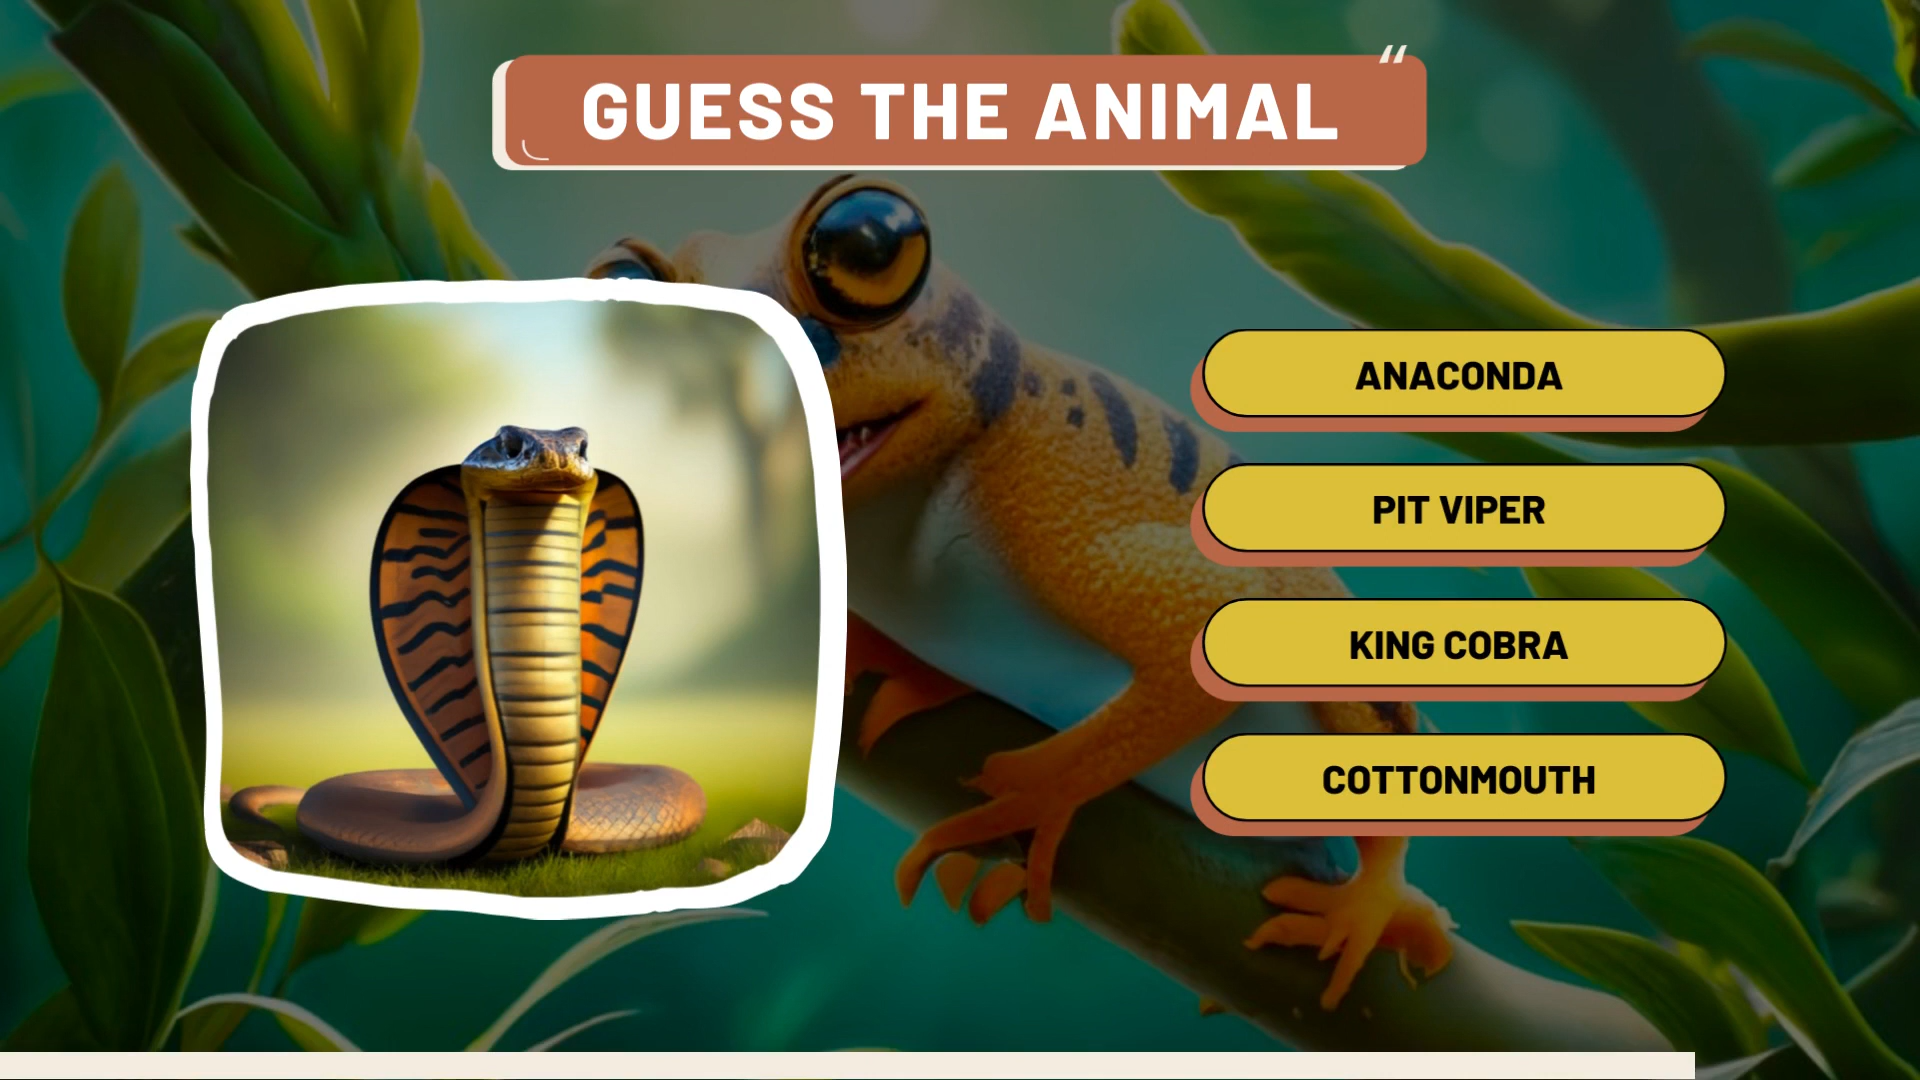 GUESS THE ANIMAL
ANACONDA
PIT VIPER
KING COBRA
COTTONMOUTH